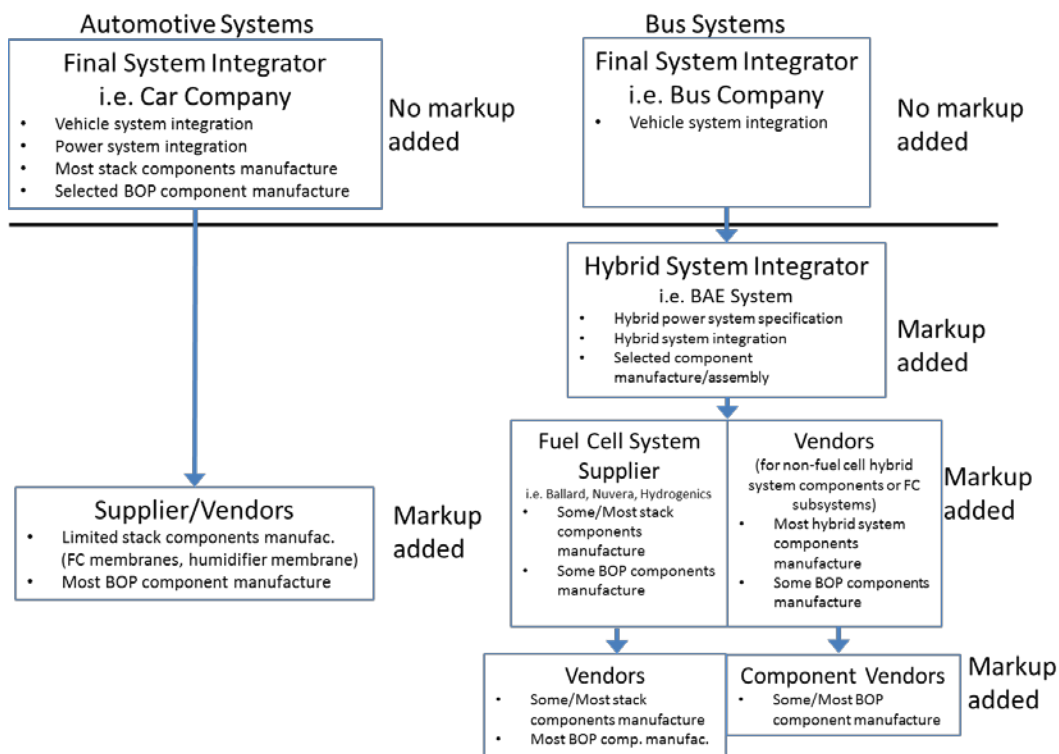 Automotive Systems
Final System Integrator
i.e. Car Company
• Vehicle system integration
• Power system integration
• Most stack components manufacture
• Selected BOP component manufacture
No markup
added
Bus Systems
Final System Integrator
i.e. Bus Company
• Vehicle system integration
No markup
added
Hybrid System Integrator
i.e. BAE System
• Hybrid power system specification
• Hybrid system integration
• Selected component
manufacture/assembly
Markup
added
Supplier/Vendors
• Limited stack components manufac.
(FC membranes, humidifier membrane)
• Most BOP component manufacture
Markup
added
Fuel Cell System
Supplier
i.e. Ballard, Nuvera, Hydrogenics
• Some/Most stack
components
manufacture
• Some BOP components
manufacture
Vendors
(for non-fuel cell hybrid
system components or FC
subsystems)
• Most hybrid system
components
manufacture
• Some BOP components
manufacture
Markup
added
Vendors
• Some/Most stack
components manufacture
• Most BOP comp. manufac.
Component Vendors
• Some/Most BOP
component manufacture
Markup
added